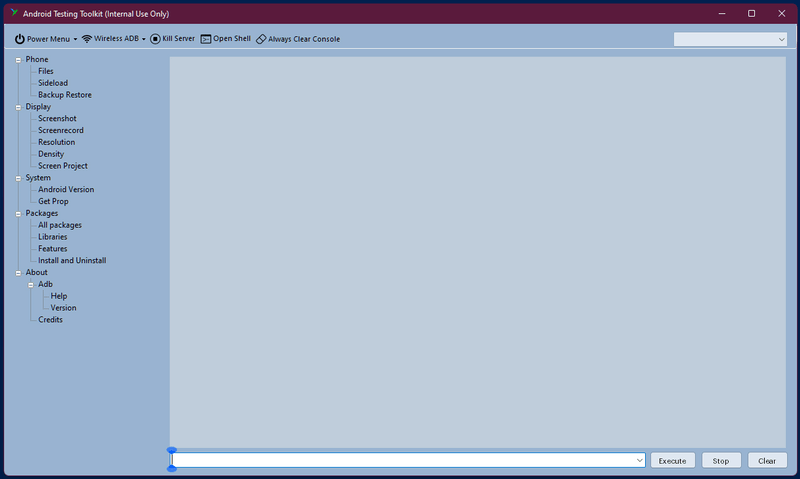 Android Testing Toolkit (Internal Use Only)
Power Menu Wireless ADB Kill Server Open Shell Always Clear Console
Phone
Files
Sideload
Backup Restore
Display
Screenshot
Screenrecord
Resolution
Density
Screen Project
System
Android Version
Get Prop
Packages
All packages
Libraries
Features
Install and Uninstall
About
Adb
Help
Version
Credits
Execute Stop Clear